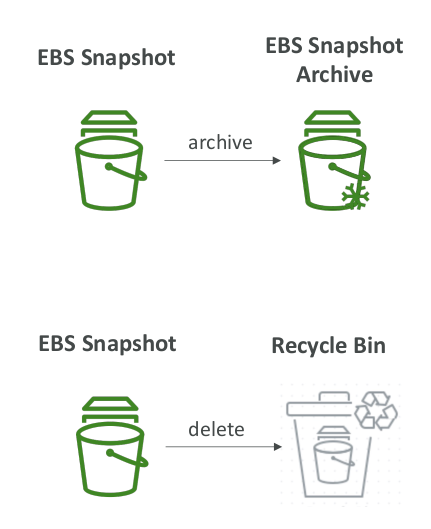 EBS Snapshot
EBS Snapshot
Archive
archive
EBS Snapshot
Recycle Bin
delete